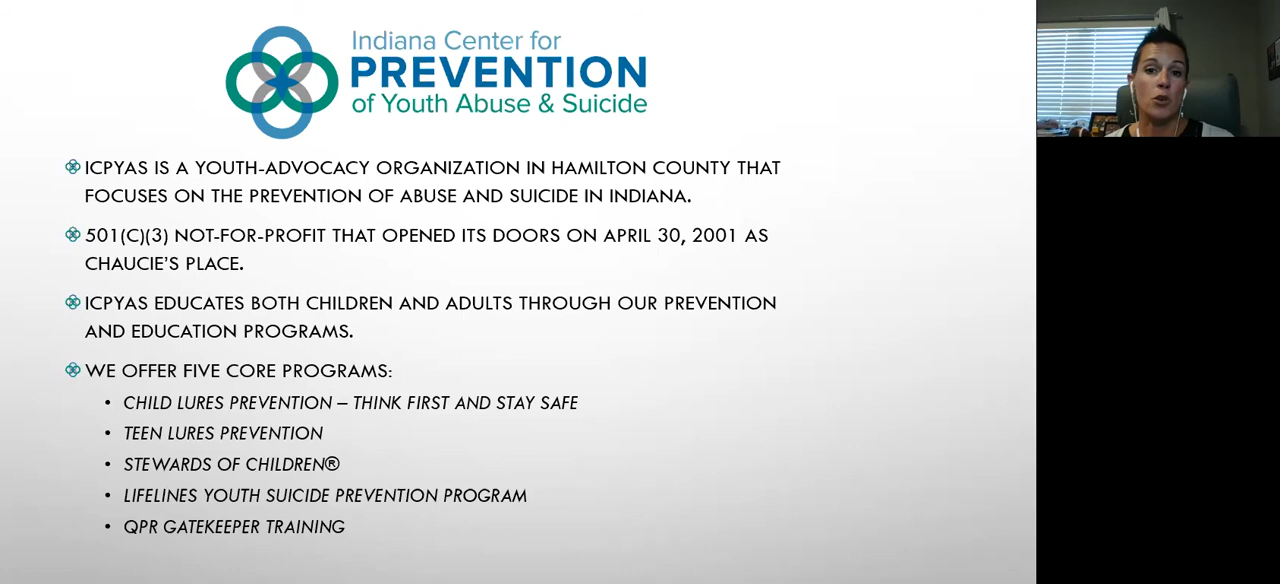 Indiana Center for
PREVENTION
of Youth Abuse & Suicide
ICPYAS IS A YOUTH-ADVOCACY ORGANIZATION IN HAMILTON COUNTY THAT
FOCUSES ON THE PREVENTION OF ABUSE AND SUICIDE IN INDIANA.
501(C)(3) NOT-FOR-PROFIT THAT OPENED ITS DOORS ON APRIL 30, 2001 AS
CHAUCIE'S PLACE.
ICPYAS EDUCATES BOTH CHILDREN AND ADULTS THROUGH OUR PREVENTION
AND EDUCATION PROGRAMS.
WE OFFER FIVE CORE PROGRAMS:
• CHILD LURES PREVENTION – THINK FIRST AND STAY SAFE
• TEEN LURES PREVENTION
• STEWARDS OF CHILDREN®
• LIFELINES YOUTH SUICIDE PREVENTION PROGRAM
• QPR GATEKEEPER TRAINING